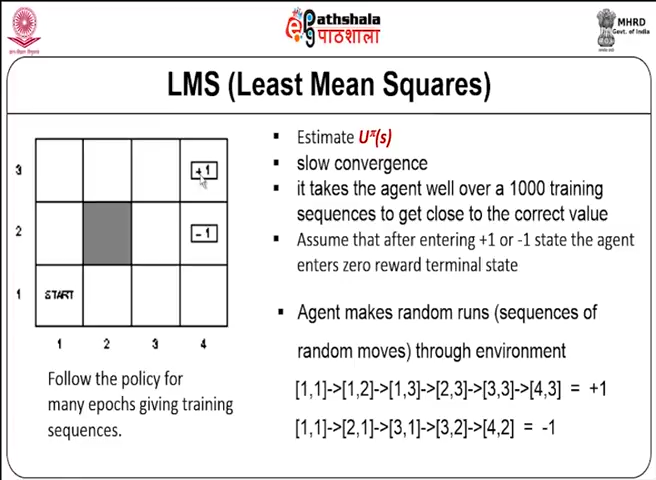 ePathshala
पाठशाला
MHRD
Govt. of India
LMS (Least Mean Squares)
3
+1
2
-1
1
START
1 2 3 4
Follow the policy for
many epochs giving training
sequences.
▪ Estimate Uπ(s)
▪ slow convergence
▪ it takes the agent well over a 1000 training
sequences to get close to the correct value
▪ Assume that after entering +1 or -1 state the agent
enters zero reward terminal state
▪ Agent makes random runs (sequences of
random moves) through environment
[1,1]->[1,2]->[1,3]->[2,3]->[3,3]->[4,3] = +1
[1,1]->[2,1]->[3,1]->[3,2]->[4,2] = -1